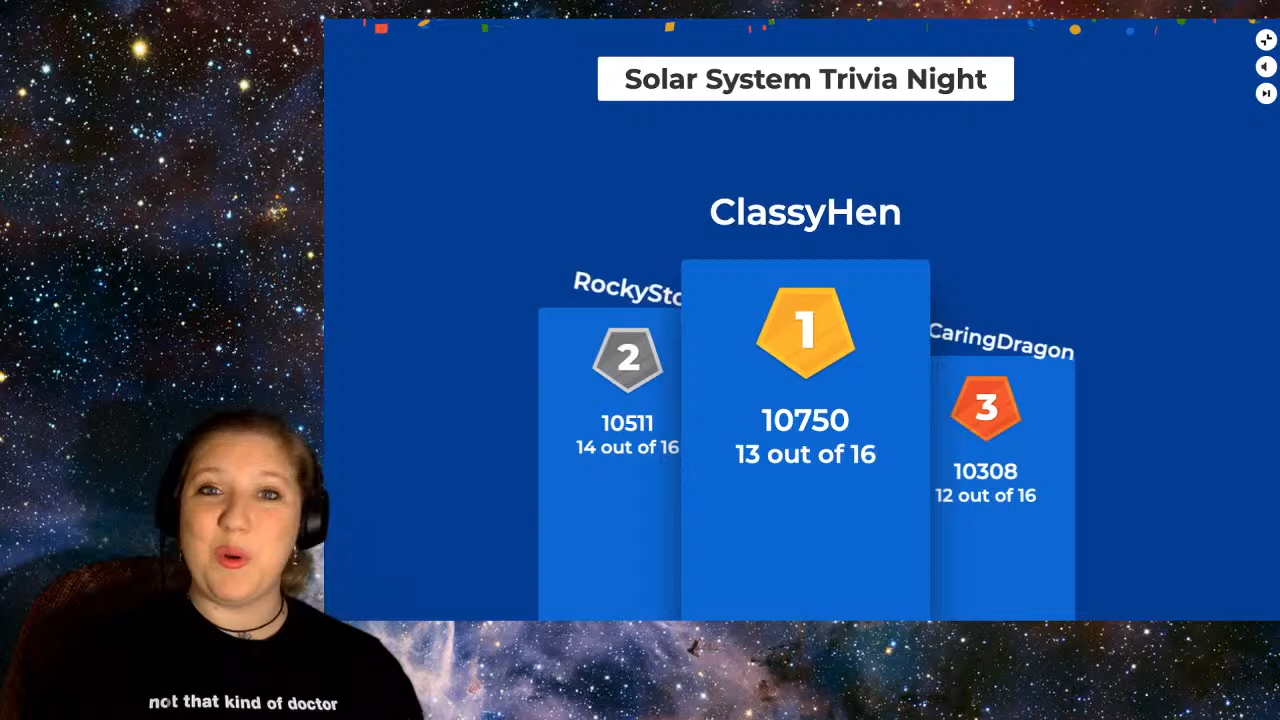 Solar System Trivia Night
ClassyHen
1
10750
13 out of 16
2
10511
14 out of 16
CaringDragon
3
10308
12 out of 16
not that kind of doctor